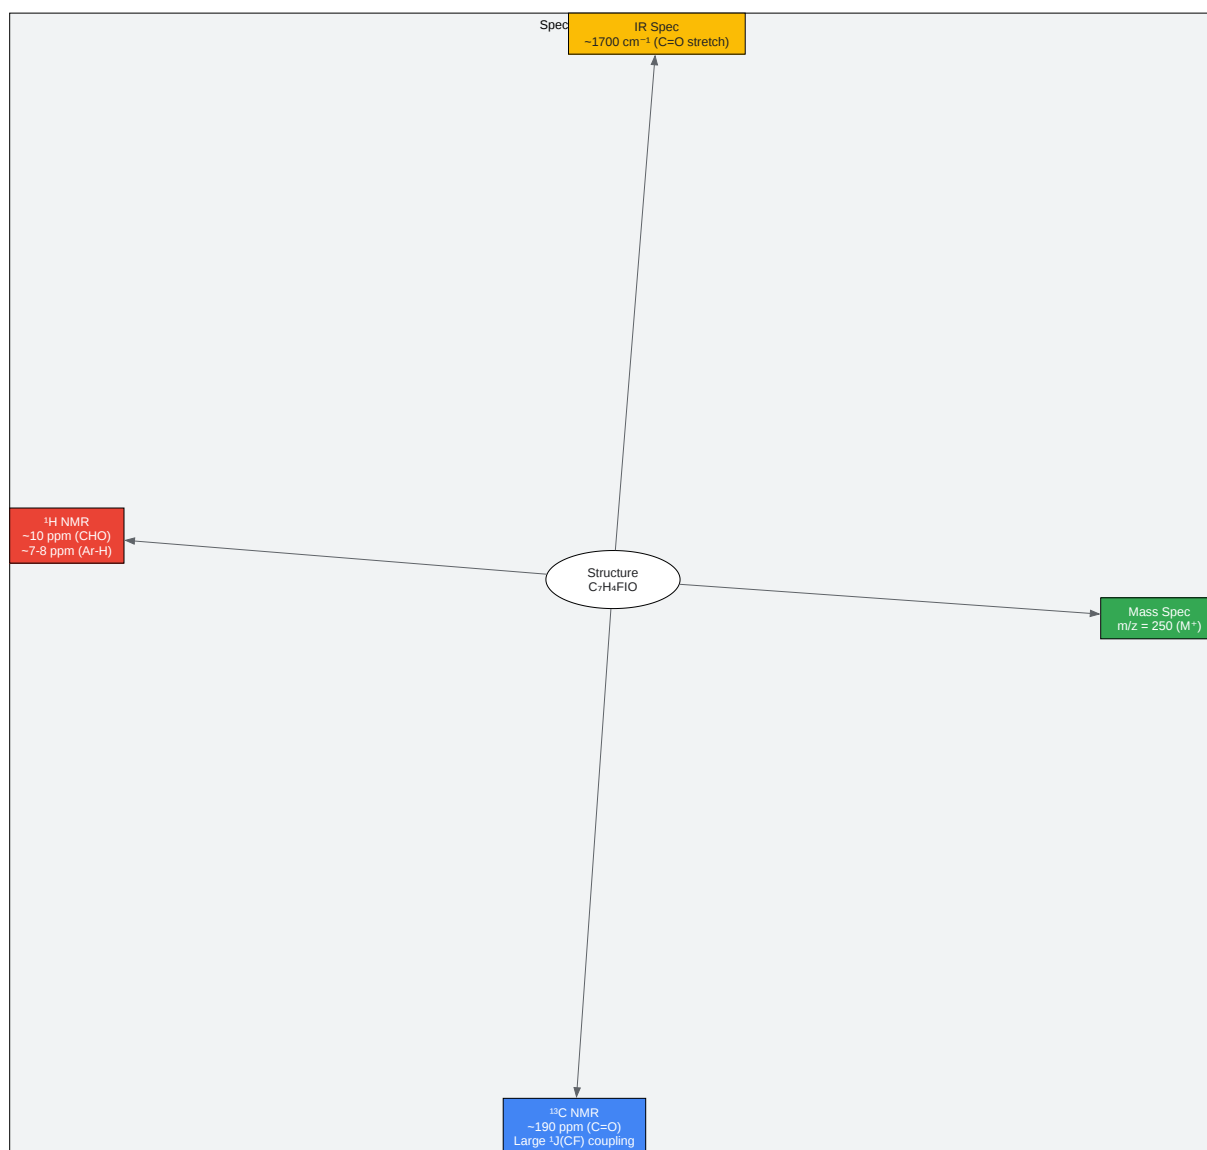 Spec
IR Spec
~1700 cm⁻¹ (C=O stretch)
¹H NMR
~10 ppm (CHO)
~7-8 ppm (Ar-H)
Structure
C₇H₄FIO
Mass Spec
m/z = 250 (M⁺)
¹³C NMR
~190 ppm (C=O)
Large ¹J(CF) coupling